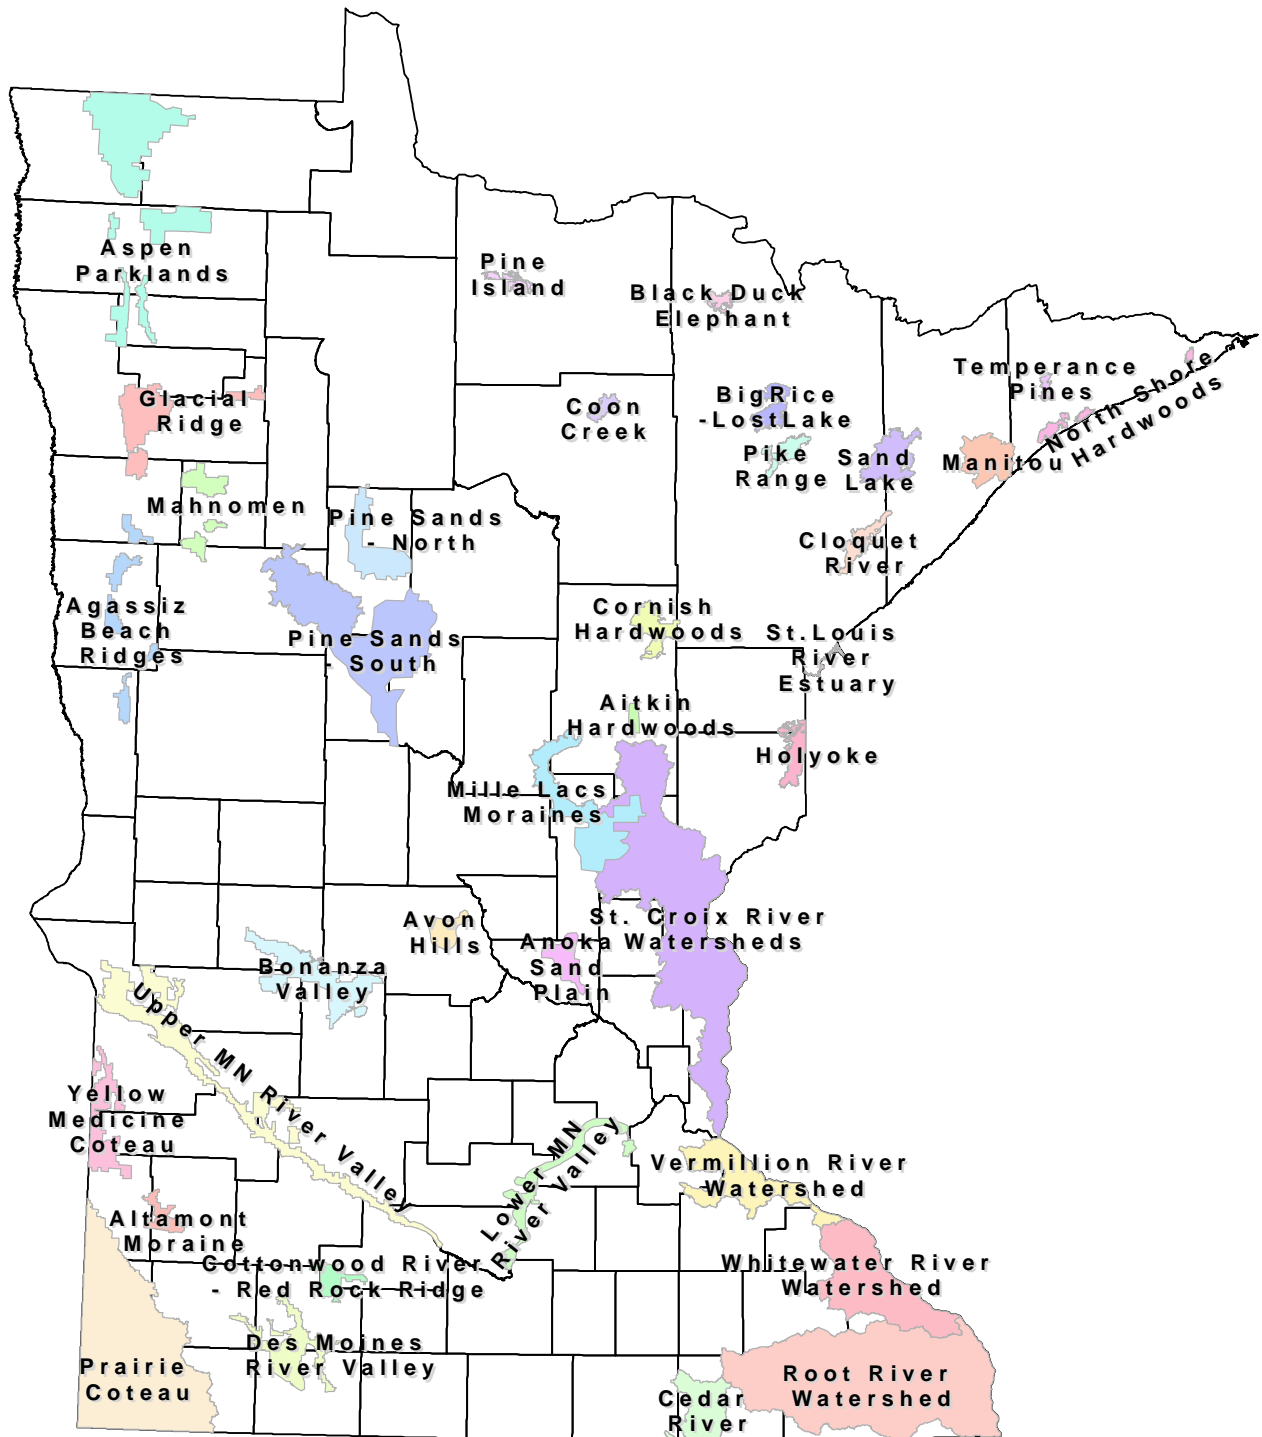 Aspen
Parklands
Pine
Island
Black Duck
Elephant
Temperance
Pines
North Shore
Hardwoods
Glacial
Ridge
Coon
Creek
BigRice
-LostLake
Pike
Range
Sand
Lake
Manitou
Mahnomen
Pine Sands
- North
Cloquet
River
Agassiz
Beach
Ridges
Pine Sands
- South
Cornish
Hardwoods
St.Louis
River
Estuary
Aitkin
Hardwoods
Holyoke
Mille Lacs
Moraines
Avon
Hills
St. Croix River
Watersheds
Anoka
Sand
Plain
Bonanza
Valley
Upper MN River Valley
Yellow
Medicine
Coteau
Lower MN
River Valley
Vermillion River
Watershed
Altamont
Moraine
Cottonwood River
- Red Rock Ridge
Whitewater River
Watershed
Des Moines
River Valley
Prairie
Coteau
Root River
Watershed
Cedar
River